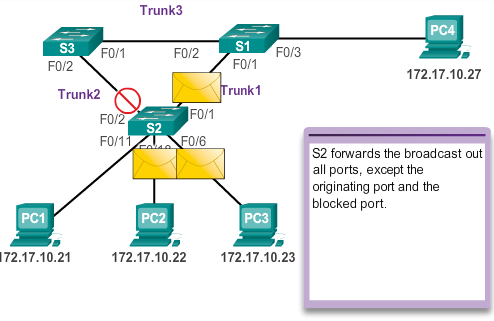 Trunk3
S3
S1
PC4
F0/1
F0/2
F0/3
F0/2
F0/1
172.17.10.27
Trunk2
Trunk1
F0/2
F0/1
S2
F0/11
F0/6
S2 forwards the broadcast out
all ports, except the
originating port and the
blocked port.
PC1
PC2
PC3
172.17.10.21
172.17.10.22
172.17.10.23